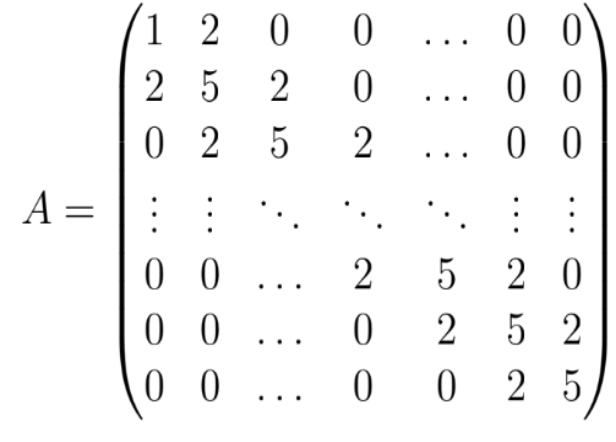 1 2 0 0 … 0 0
2 5 2 0 … 0 0
0 2 5 2 … 0 0
A = ⋮ ⋮ ⋱ ⋱ ⋱ ⋮ ⋮
0 0 … 2 5 2 0
0 0 … 0 2 5 2
0 0 … 0 0 2 5